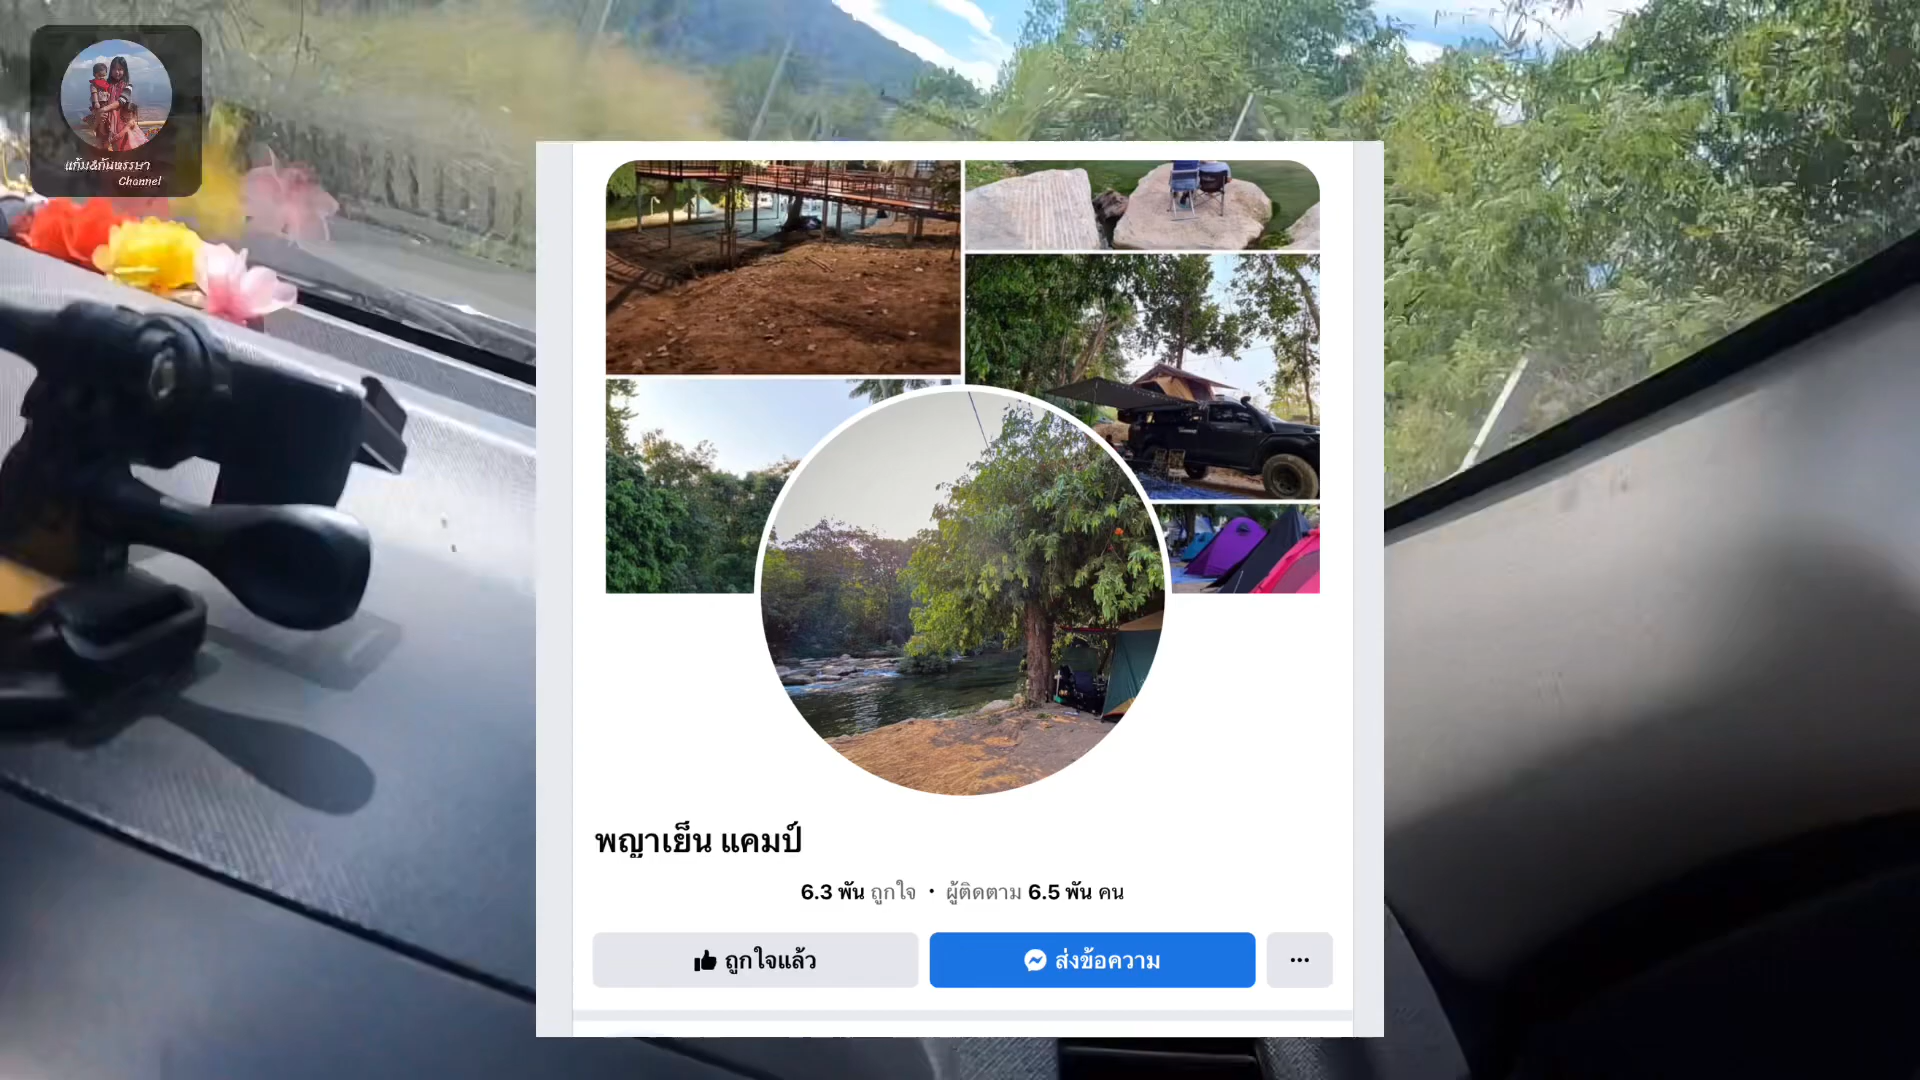 แก้ม&กันหรรษา
Channel
พญาเย็น แคมป์
6.3 พัน ถูกใจ · ผู้ติดตาม 6.5 พัน คน
ถูกใจแล้ว
ส่งข้อความ